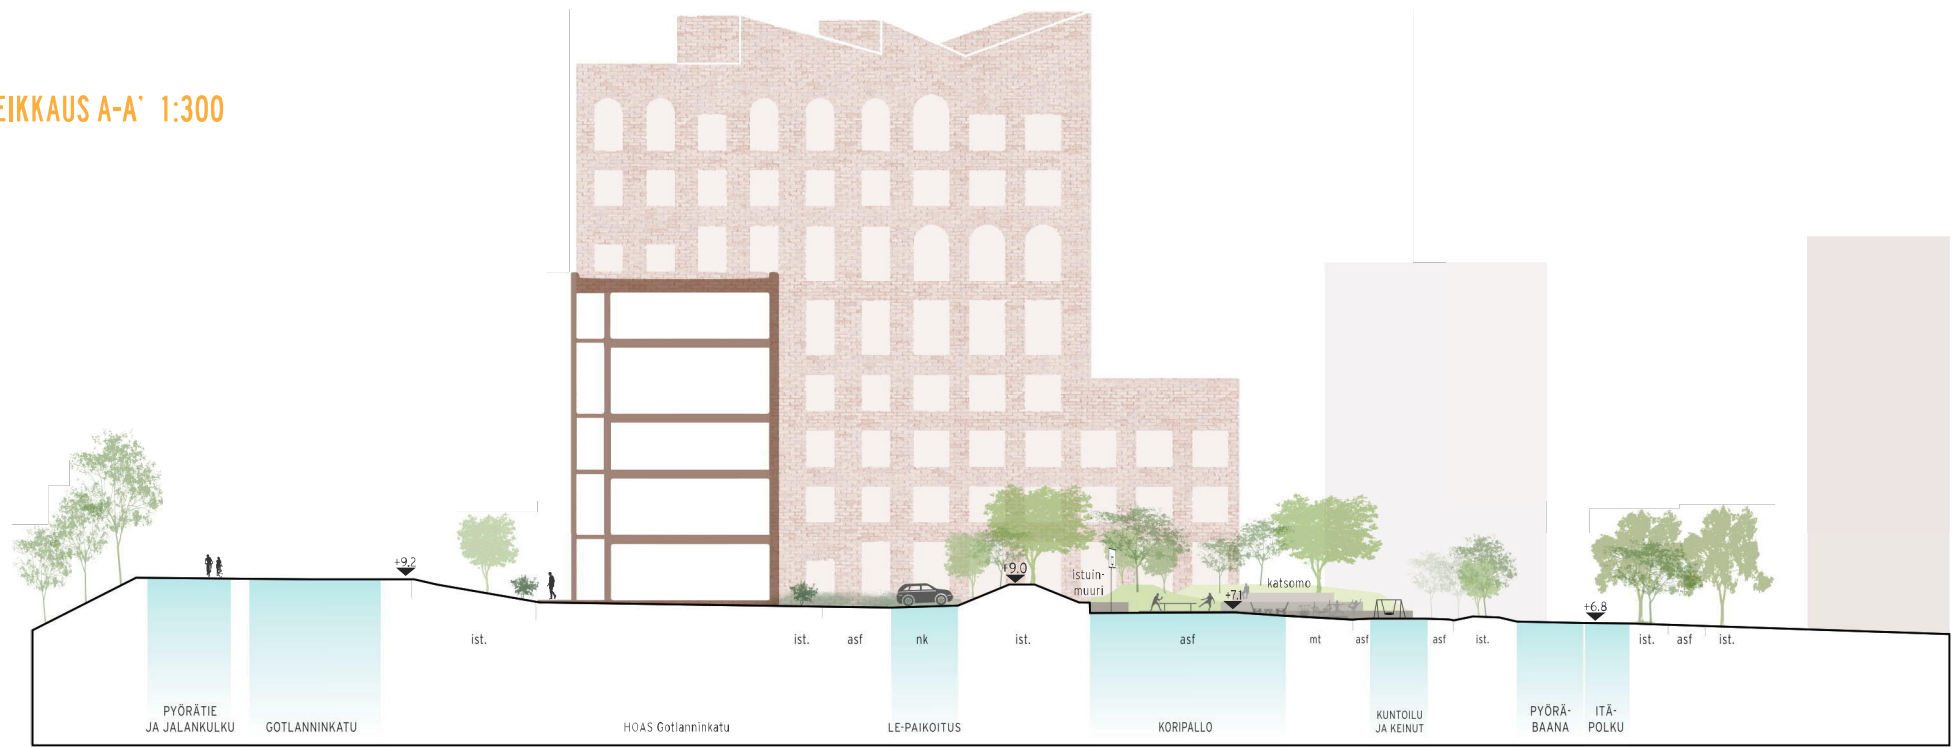 EIKKAUS A-A' 1:300
+9.2
+9.0
istuin-
muuri
katsomo
+7.1
+6.8
ist.
ist.
asf
nk
ist.
asf
mt
asf
asf
ist.
ist.
asf
ist.
PYÖRÄTIE
JA JALANKULKU
GOTLANNINKATU
HOAS Gotlanninkatu
LE-PAIKOITUS
KORIPALLO
KUNTOILU
JA KEINUT
PYÖRÄ-
BAANA
ITÄ-
POLKU